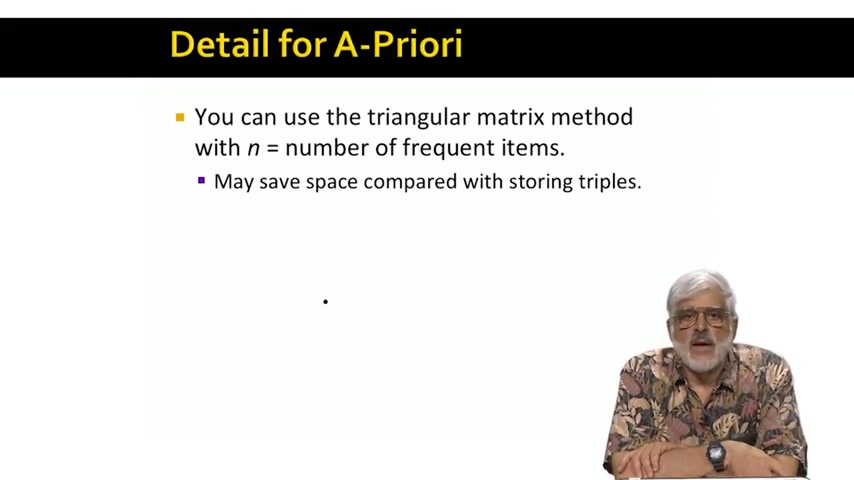 Detail for A-Priori
You can use the triangular matrix method
with n = number of frequent items.
May save space compared with storing triples.